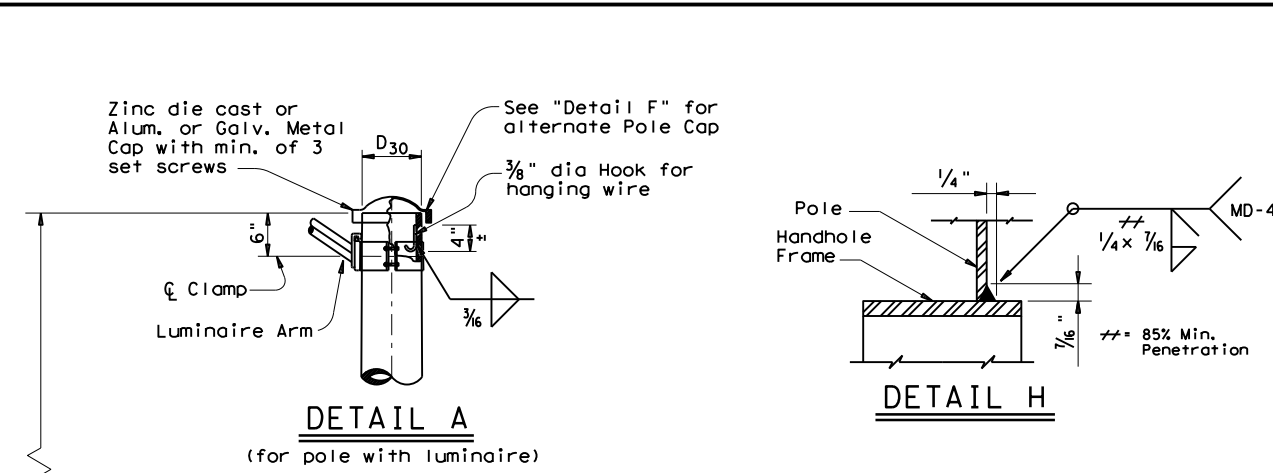 Zinc die cast or
Alum. or Galv. Metal
Cap with min. of 3
set screws
D30
See "Detail F" for
alternate Pole Cap
3/8" dia Hook for
hanging wire
6"
4"
±
℄ Clamp
Luminaire Arm
3/16
DETAIL A
(for pole with luminaire)
1/4"
Pole
Handhole
Frame
MD-4
1/4 x 7/16
7/16"
= 85% Min.
Penetration
DETAIL H